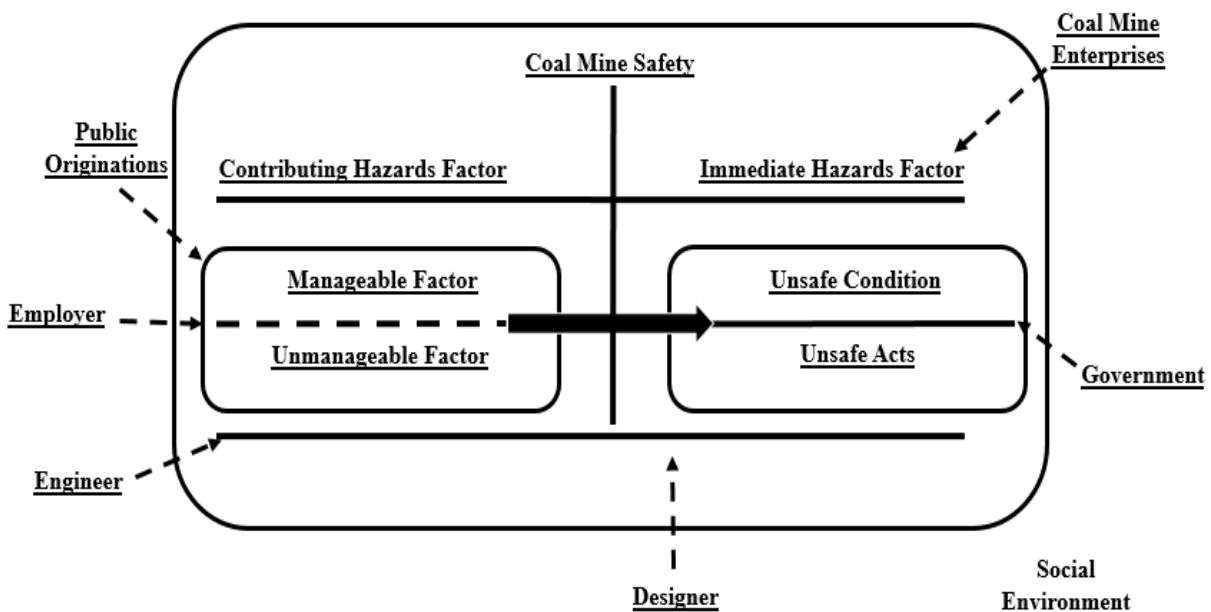 Coal Mine
Enterprises
Coal Mine Safety
Public
Originations
Contributing Hazards Factor
Immediate Hazards Factor
Manageable Factor
Unsafe Condition
Employer
Unmanageable Factor
Unsafe Acts
Government
Engineer
Designer
Social
Environment